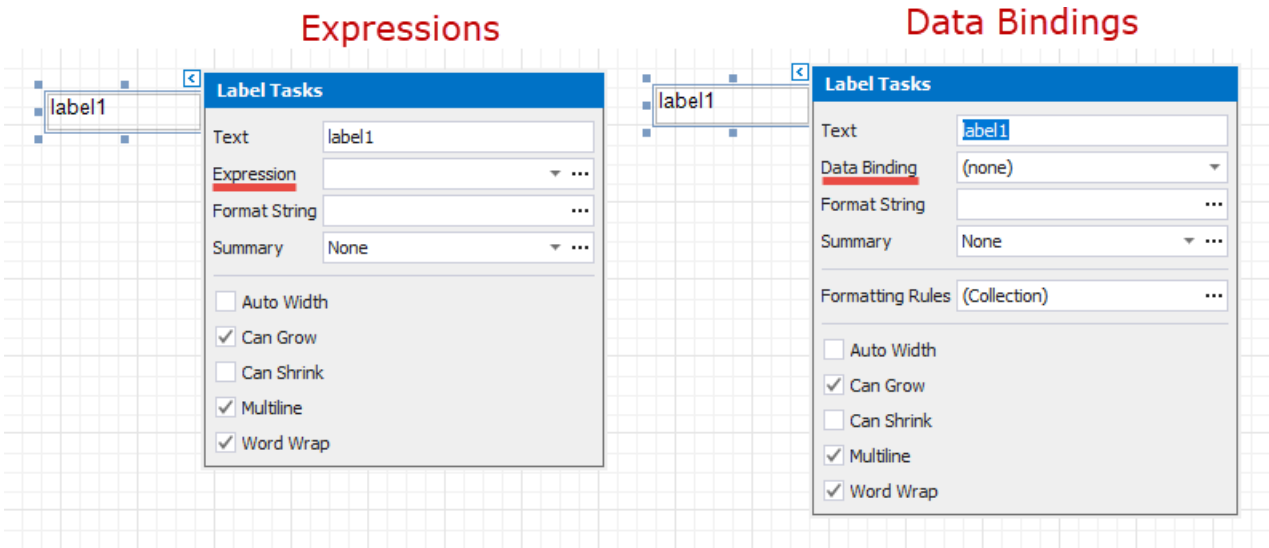 Expressions
label1
Label Tasks
Text label1
Expression
Format String
Summary None
Auto Width
Can Grow
Can Shrink
Multiline
Word Wrap
Data Bindings
label1
Label Tasks
Text label1
Data Binding (none)
Format String
Summary None
Formatting Rules (Collection)
Auto Width
Can Grow
Can Shrink
Multiline
Word Wrap